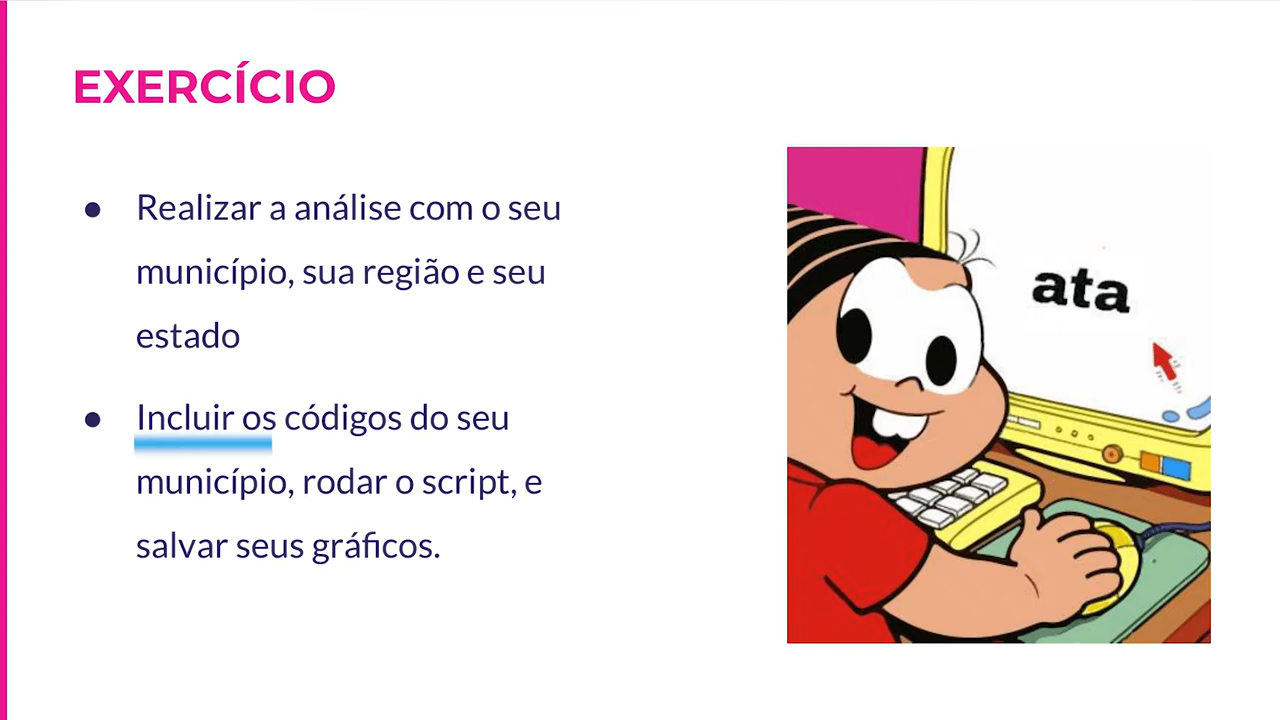 EXERCÍCIO
● Realizar a análise com o seu
município, sua região e seu
estado
● Incluir os códigos do seu
município, rodar o script, e
salvar seus gráficos.
ata